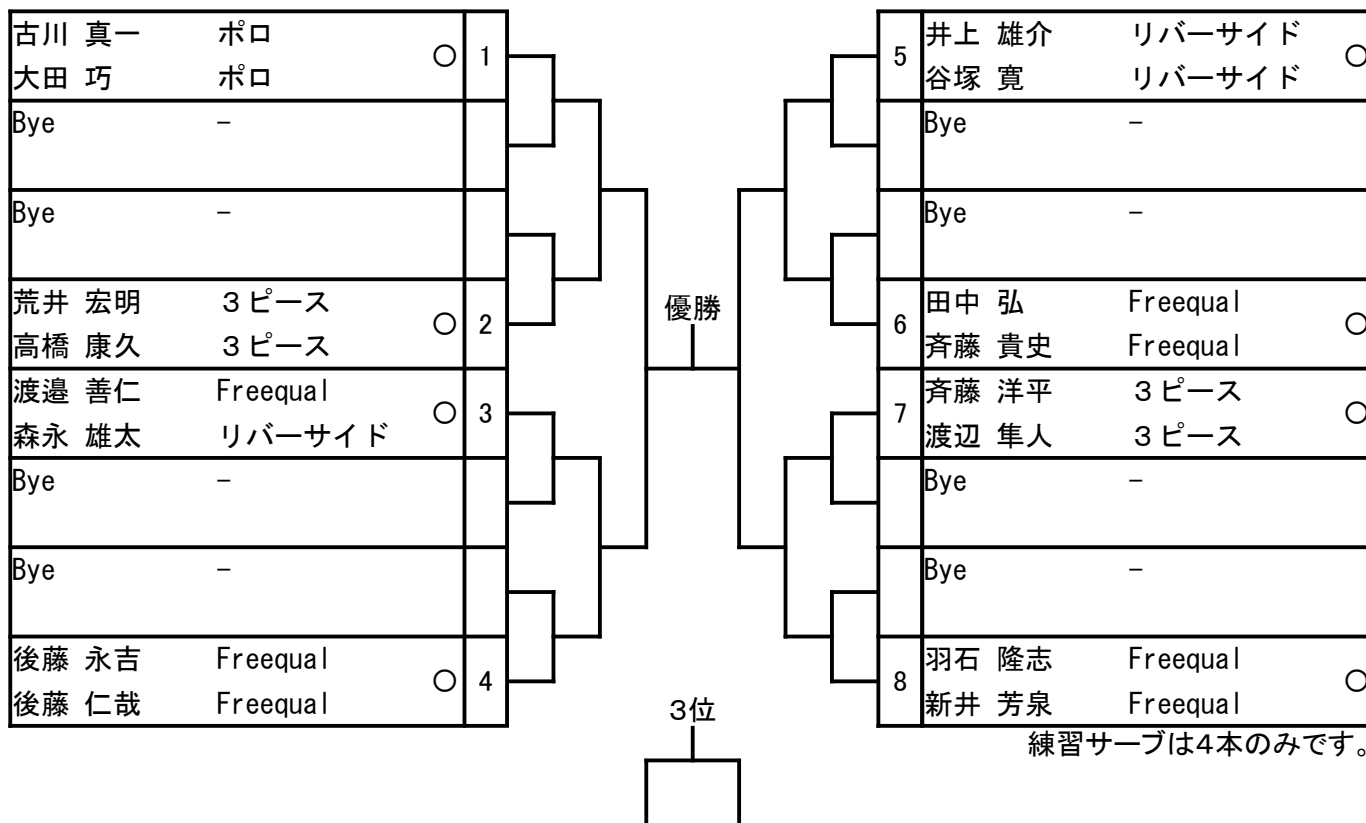 古川 真一 ポロ
大田 巧 ポロ
○ 1
Bye -
Bye -
荒井 宏明 3ピース
高橋 康久 3ピース
○ 2
渡邉 善仁 Freequal
森永 雄太 リバーサイド
○ 3
Bye -
Bye -
後藤 永吉 Freequal
後藤 仁哉 Freequal
○ 4
優勝
3位
5 井上 雄介 リバーサイド
谷塚 寛 リバーサイド
○
Bye -
Bye -
6 田中 弘 Freequal
斉藤 貴史 Freequal
○
7 斉藤 洋平 3ピース
渡辺 隼人 3ピース
○
Bye -
Bye -
8 羽石 隆志 Freequal
新井 芳泉 Freequal
○
練習サーブは4本のみです。